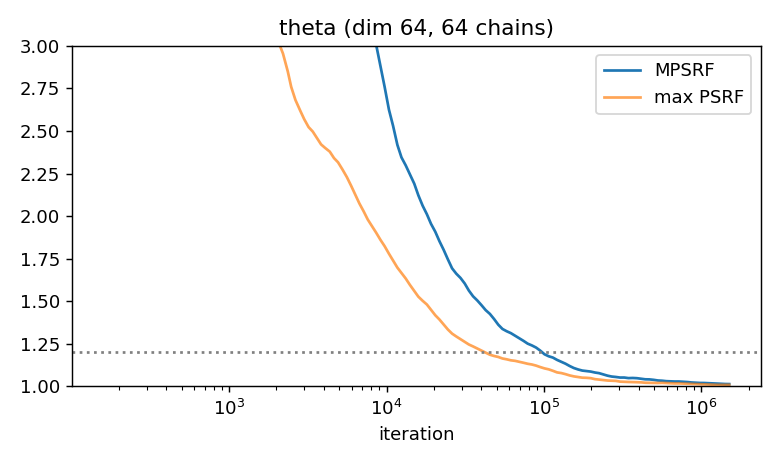 theta (dim 64, 64 chains)
3.00
2.75
2.50
2.25
2.00
1.75
1.50
1.25
1.00
MPSRF
max PSRF
10³ 10⁴ 10⁵ 10⁶
iteration